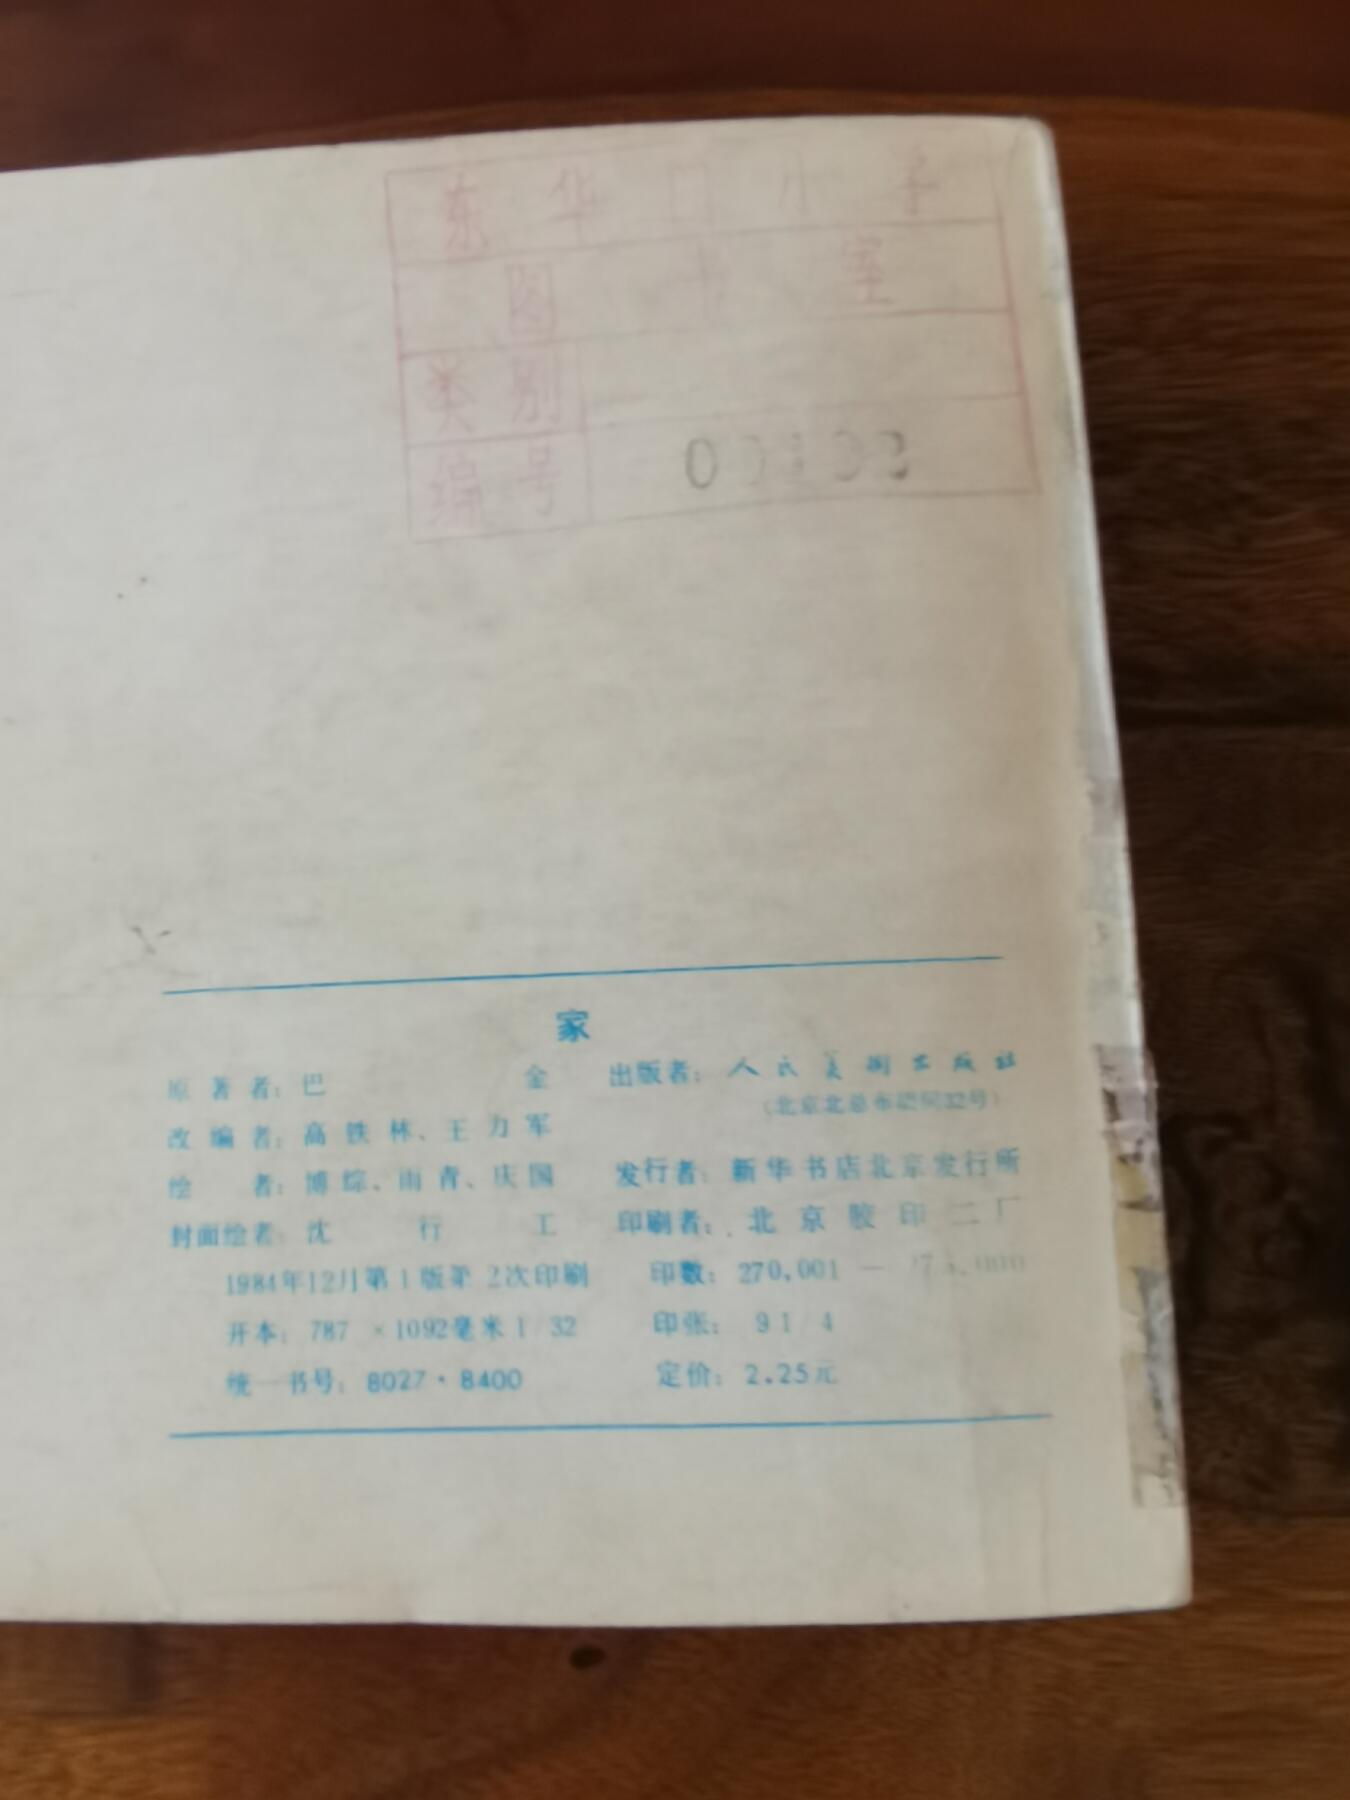 东华门小学
图书室
类别
编号
家
原著者：巴金
出版者：人民美術出版社
改编者：高铁林、王力军
（北京北总布胡同32号）
绘者：博综、雨青、庆国
发行者：新华书店北京发行所
封面绘者：沈行工
印刷者：北京胶印二厂
1984年12月第1版第2次印刷
印数：270,001 —
开本：787×1092毫米1/32
印张：9 1/4
统一书号：8027·8400
定价：2.25元